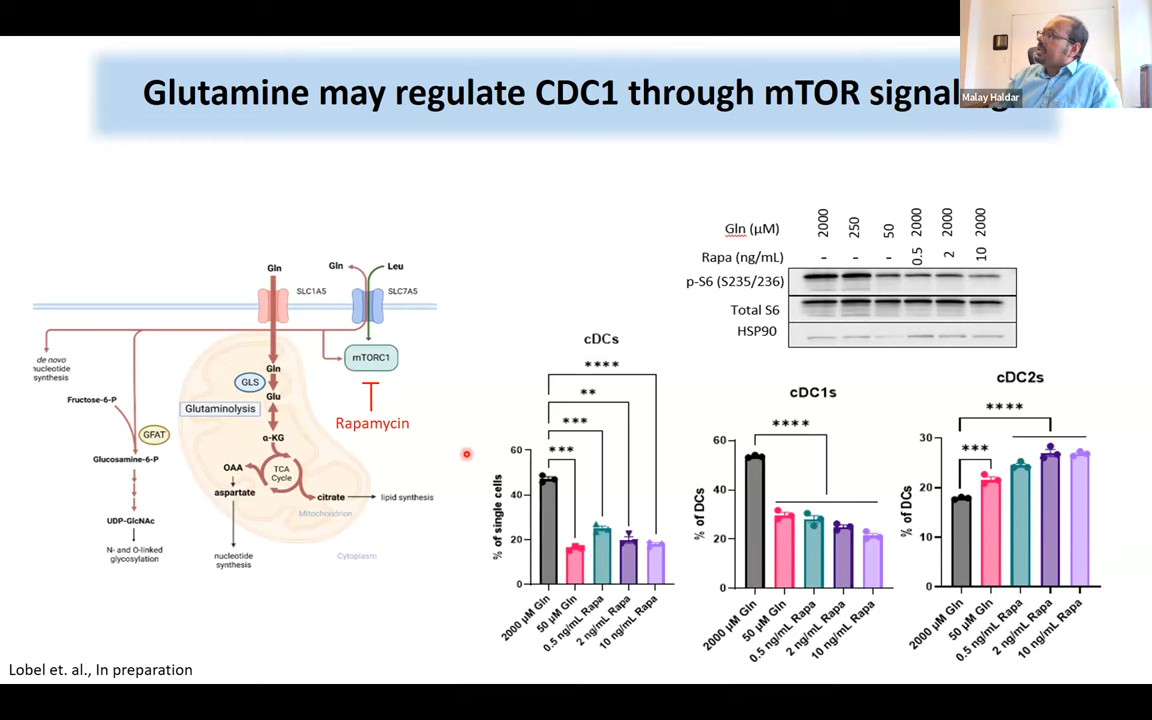 Glutamine may regulate CDC1 through mTOR signal
Malay Haldar
Gln
Gln
Leu
SLC1A5
SLC7A5
de novo
nucleotide
synthesis
mTORC1
Gln
GLS
Glu
Rapamycin
Fructose-6-P
Glutaminolysis
GFAT
α-KG
Glucosamine-6-P
OAA
TCA
Cycle
aspartate
citrate
lipid synthesis
Mitochondrion
UDP-GlcNAc
N- and O-linked
glycosylation
nucleotide
synthesis
Cytoplasm
Gln (µM)
2000
250
50
2000
2000
2000
Rapa (ng/mL)
-
-
-
0.5
2
10
p-S6 (S235/236)
Total S6
HSP90
cDCs
****
**
***
***
% of single cells
60
40
20
0
2000 µM Gln
50 µM Gln
0.5 ng/mL Rapa
2 ng/mL Rapa
10 ng/mL Rapa
cDC1s
****
% of DCs
60
40
20
0
2000 µM Gln
50 µM Gln
0.5 ng/mL Rapa
2 ng/mL Rapa
10 ng/mL Rapa
cDC2s
****
***
% of DCs
30
20
10
0
2000 µM Gln
50 µM Gln
0.5 ng/mL Rapa
2 ng/mL Rapa
10 ng/mL Rapa
Lobel et. al., In preparation